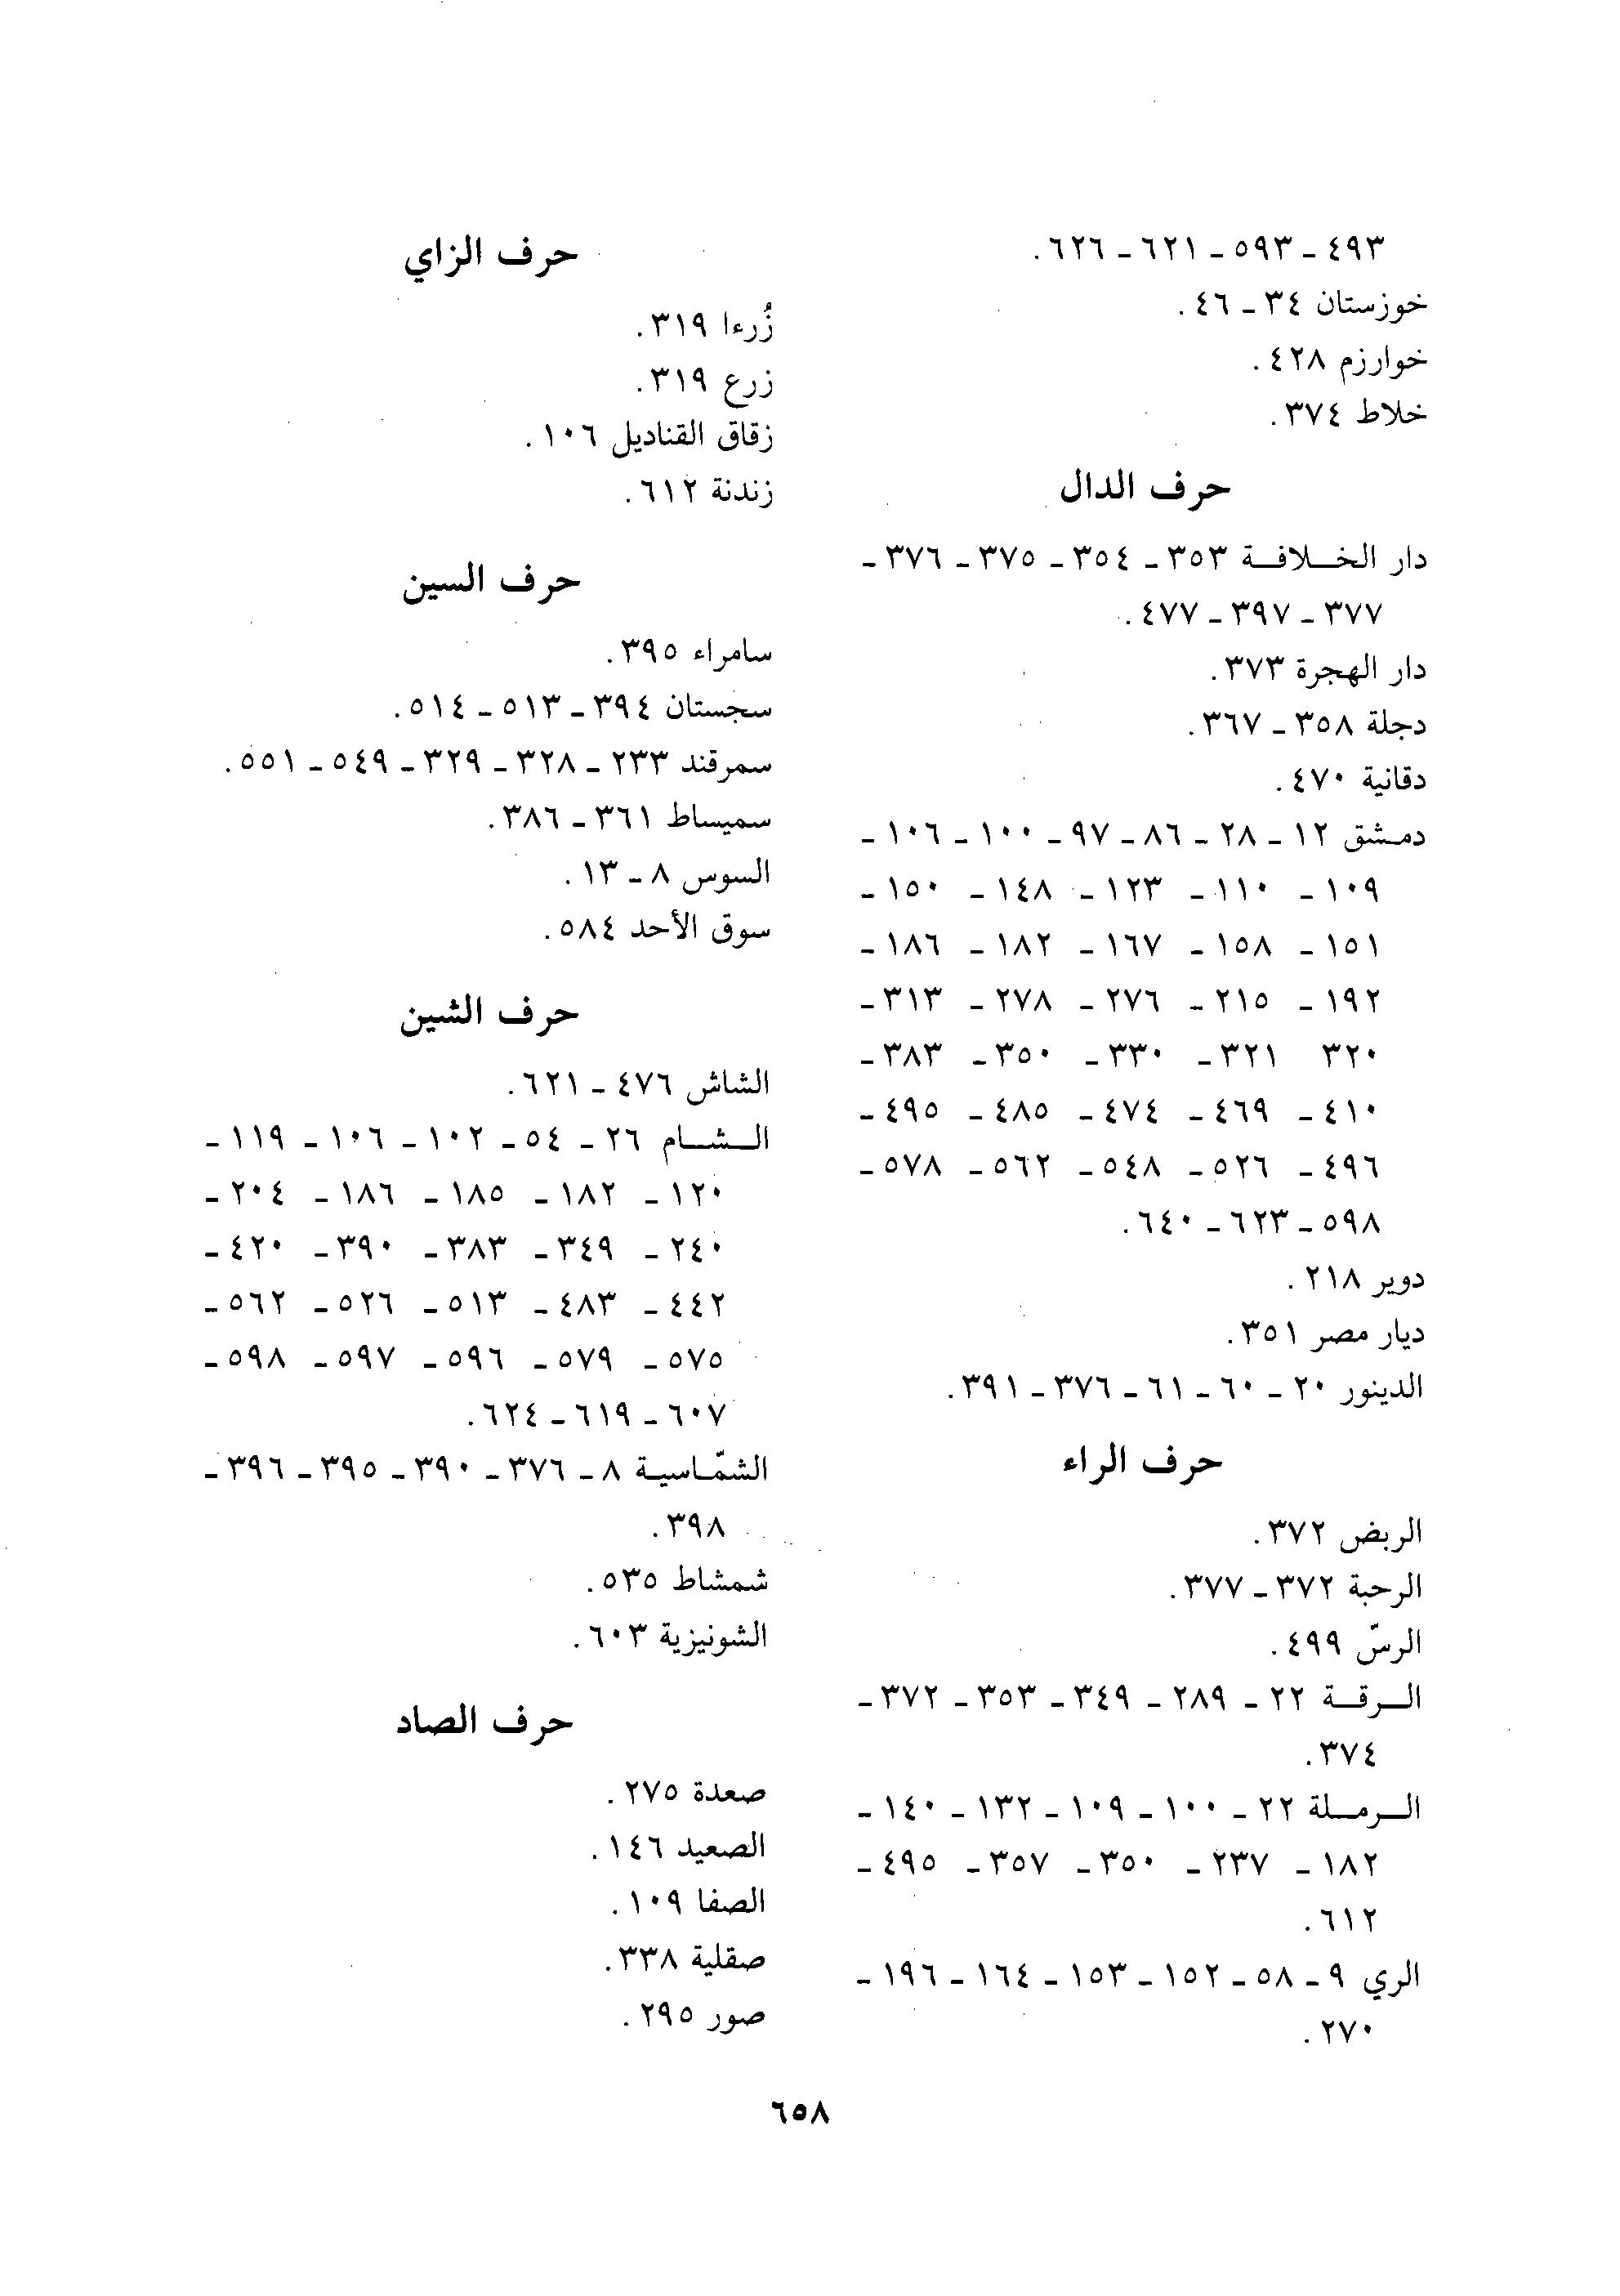 ٤٩٣ ـ ٥٩٣ ـ ٦٢١ ـ ٦٢٦.
خوزستان ٣٤ ـ ٤٦.
خوارزم ٤٢٨.
خلاط ٣٧٤.
حرف الدال
دار الخـلافـة ٣٥٣ ـ ٣٥٤ ـ ٣٧٥ ـ ٣٧٦ ـ
٣٧٧ ـ ٣٩٧ ـ ٤٧٧.
دار الهجرة ٣٧٣.
دجلة ٣٥٨ ـ ٣٦٧.
دقانية ٤٧٠.
دمشق ١٢ ـ ٢٨ ـ ٨٦ ـ ٩٧ ـ ١٠٠ ـ ١٠٦ ـ
١٠٩ ـ ١١٠ ـ ١٢٣ ـ ١٤٨ ـ ١٥٠ ـ
١٥١ ـ ١٥٨ ـ ١٦٧ ـ ١٨٢ ـ ١٨٦ ـ
١٩٢ ـ ٢١٥ ـ ٢٧٦ ـ ٢٧٨ ـ ٣١٣ ـ
٣٢٠ ٣٢١ ـ ٣٣٠ ـ ٣٥٠ ـ ٣٨٣ ـ
٤١٠ ـ ٤٦٩ ـ ٤٧٤ ـ ٤٨٥ ـ ٤٩٥ ـ
٤٩٦ ـ ٥٢٦ ـ ٥٤٨ ـ ٥٦٢ ـ ٥٧٨ ـ
٥٩٨ ـ ٦٢٣ ـ ٦٤٠.
دوير ٢١٨.
ديار مصر ٣٥١.
الدينور ٢٠ ـ ٦٠ ـ ٦١ ـ ٣٧٦ ـ ٣٩١.
حرف الراء
الربض ٣٧٢.
الرحبة ٣٧٢ ـ ٣٧٧.
الرسّ ٤٩٩.
الـرقـة ٢٢ ـ ٢٨٩ ـ ٣٤٩ ـ ٣٥٣ ـ ٣٧٢ ـ
٣٧٤.
الـرمـلة ٢٢ ـ ١٠٠ ـ ١٠٩ ـ ١٣٢ ـ ١٤٠ ـ
١٨٢ ـ ٢٣٧ ـ ٣٥٠ ـ ٣٥٧ ـ ٤٩٥ ـ
٦١٢.
الري ٩ ـ ٥٨ ـ ١٥٢ ـ ١٥٣ ـ ١٦٤ ـ ١٩٦ ـ
٢٧٠.
حرف الزاي
زُرءا ٣١٩.
زرع ٣١٩.
زقاق القناديل ١٠٦.
زندنة ٦١٢.
حرف السين
سامراء ٣٩٥.
سجستان ٣٩٤ ـ ٥١٣ ـ ٥١٤.
سمرقند ٢٣٣ ـ ٣٢٨ ـ ٣٢٩ ـ ٥٤٩ ـ ٥٥١.
سميساط ٣٦١ ـ ٣٨٦.
السوس ٨ ـ ١٣.
سوق الأحد ٥٨٤.
حرف الشين
الشاش ٤٧٦ ـ ٦٢١.
الـشـام ٢٦ ـ ٥٤ ـ ١٠٢ ـ ١٠٦ ـ ١١٩ ـ
١٢٠ ـ ١٨٢ ـ ١٨٥ ـ ١٨٦ ـ ٢٠٤ ـ
٢٤٠ ـ ٣٤٩ ـ ٣٨٣ ـ ٣٩٠ ـ ٤٢٠ ـ
٤٤٢ ـ ٤٨٣ ـ ٥١٣ ـ ٥٢٦ ـ ٥٦٢ ـ
٥٧٥ ـ ٥٧٩ ـ ٥٩٦ ـ ٥٩٧ ـ ٥٩٨ ـ
٦٠٧ ـ ٦١٩ ـ ٦٢٤.
الشمّاسية ٨ ـ ٣٧٦ ـ ٣٩٠ ـ ٣٩٥ ـ ٣٩٦ ـ
٣٩٨.
شمشاط ٥٣٥.
الشونيزية ٦٠٣.
حرف الصاد
صعدة ٢٧٥.
الصعيد ١٤٦.
الصفا ١٠٩.
صقلية ٣٣٨.
صور ٢٩٥.
٦٥٨